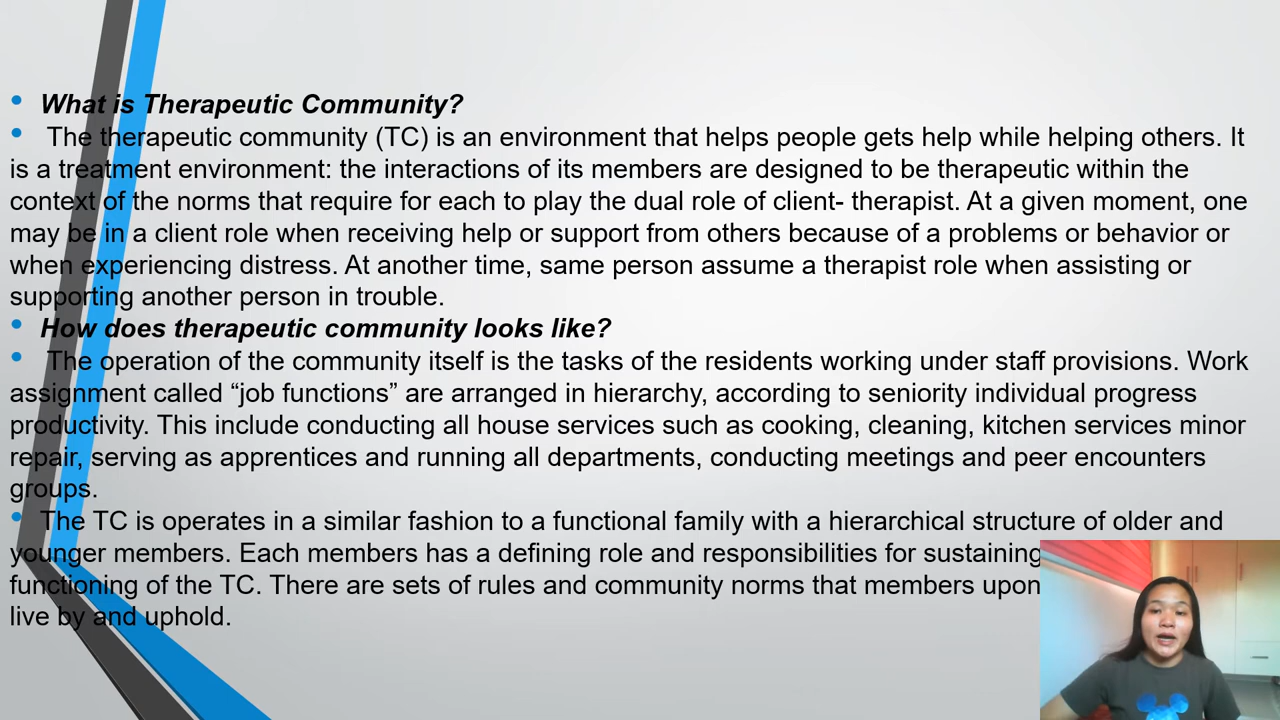 What is Therapeutic Community?
The therapeutic community (TC) is an environment that helps people gets help while helping others. It
is a treatment environment: the interactions of its members are designed to be therapeutic within the
context of the norms that require for each to play the dual role of client- therapist. At a given moment, one
may be in a client role when receiving help or support from others because of a problems or behavior or
when experiencing distress. At another time, same person assume a therapist role when assisting or
supporting another person in trouble.
How does therapeutic community looks like?
The operation of the community itself is the tasks of the residents working under staff provisions. Work
assignment called “job functions” are arranged in hierarchy, according to seniority individual progress
productivity. This include conducting all house services such as cooking, cleaning, kitchen services minor
repair, serving as apprentices and running all departments, conducting meetings and peer encounters
groups.
The TC is operates in a similar fashion to a functional family with a hierarchical structure of older and
younger members. Each members has a defining role and responsibilities for sustaining
functioning of the TC. There are sets of rules and community norms that members upon
live by and uphold.